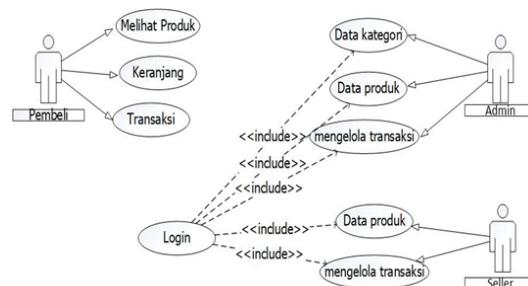 Melihat Produk
Keranjang
Transaksi
Pembeli
Data kategori
Data produk
mengelola transaksi
Admin
<<include>>
<<include>>
<<include>>
Login
<<include>>
<<include>>
Data produk
mengelola transaksi
Seller